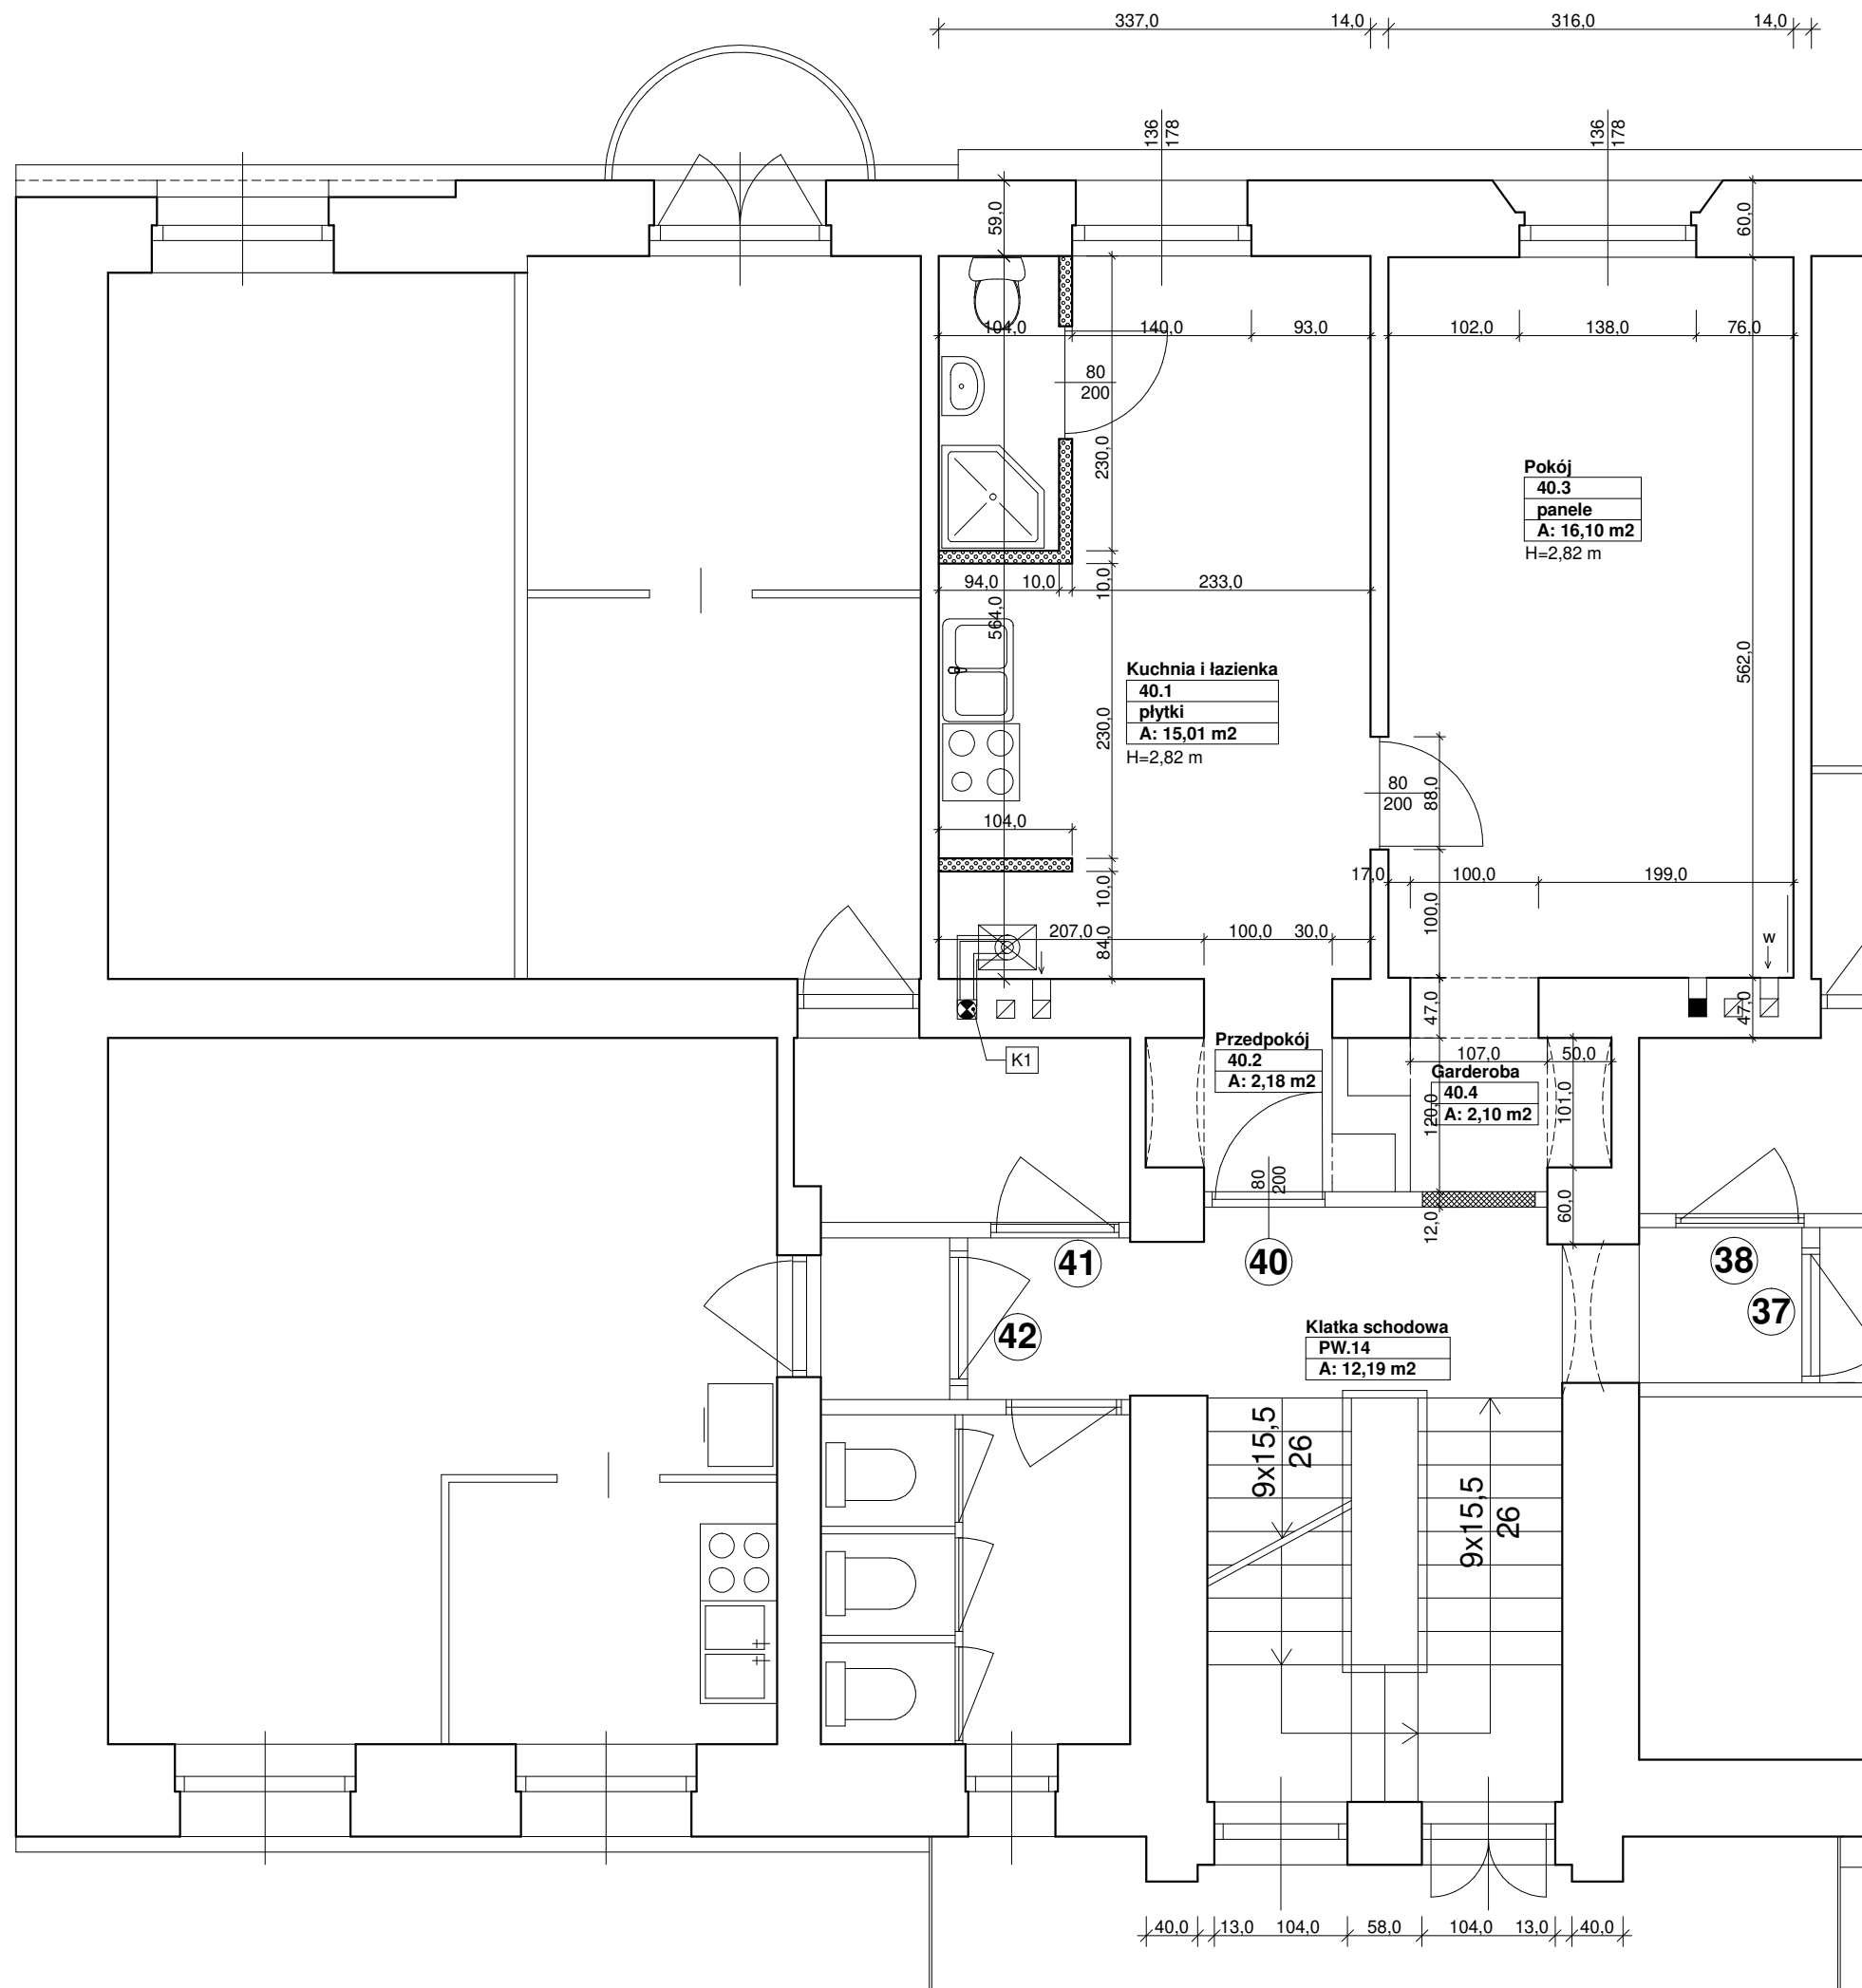 337,0 14,0 316,0 14,0
136
178
136
178
59,0
60,0
104,0 140,0 93,0 102,0 138,0 76,0
80
200
230,0
Pokój
40.3
panele
A: 16,10 m2
H=2,82 m
94,0 10,0 10,0 233,0
564,0
562,0
Kuchnia i łazienka
40.1
płytki
A: 15,01 m2
H=2,82 m
230,0
80
200
88,0
104,0
17,0 100,0 199,0
10,0
100,0
207,0 84,0 100,0 30,0
w
47,0
47,0
K1
Przedpokój
40.2
A: 2,18 m2
107,0 50,0
Garderoba
40.4
A: 2,10 m2
120,0
101,0
80
200
12,0
60,0
41
40
38
42
37
Klatka schodowa
PW.14
A: 12,19 m2
9x15,5
26
9x15,5
26
40,0 13,0 104,0 58,0 104,0 13,0 40,0